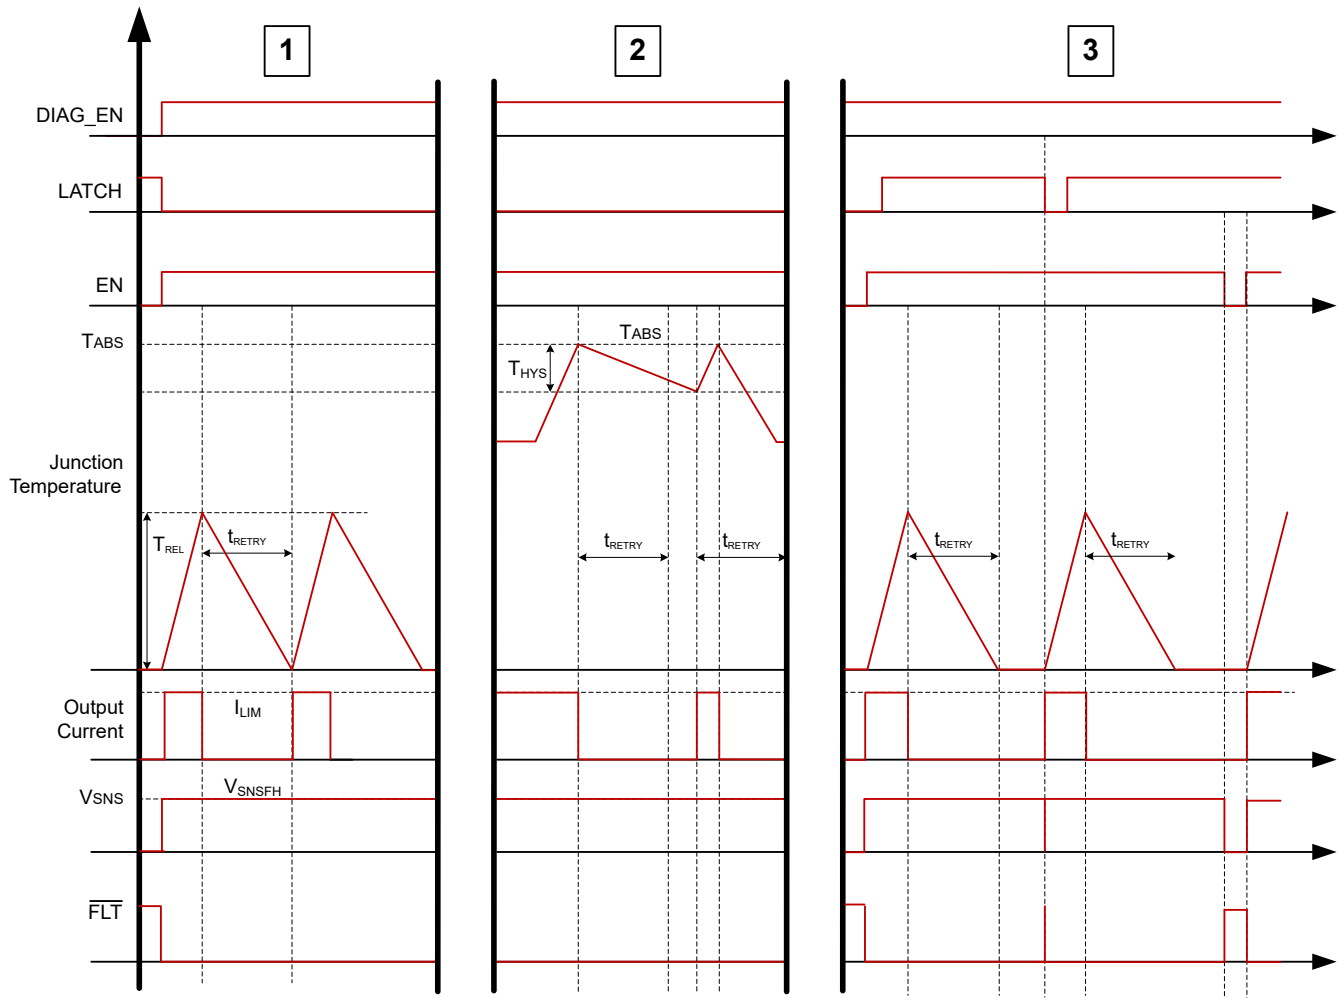 1
2
3
DIAG_EN
LATCH
EN
TABS
TABS
THYS
Junction
Temperature
TREL
tRETRY
tRETRY
tRETRY
tRETRY
tRETRY
Output
Current
ILIM
VSNS
VSNSFH
FLT